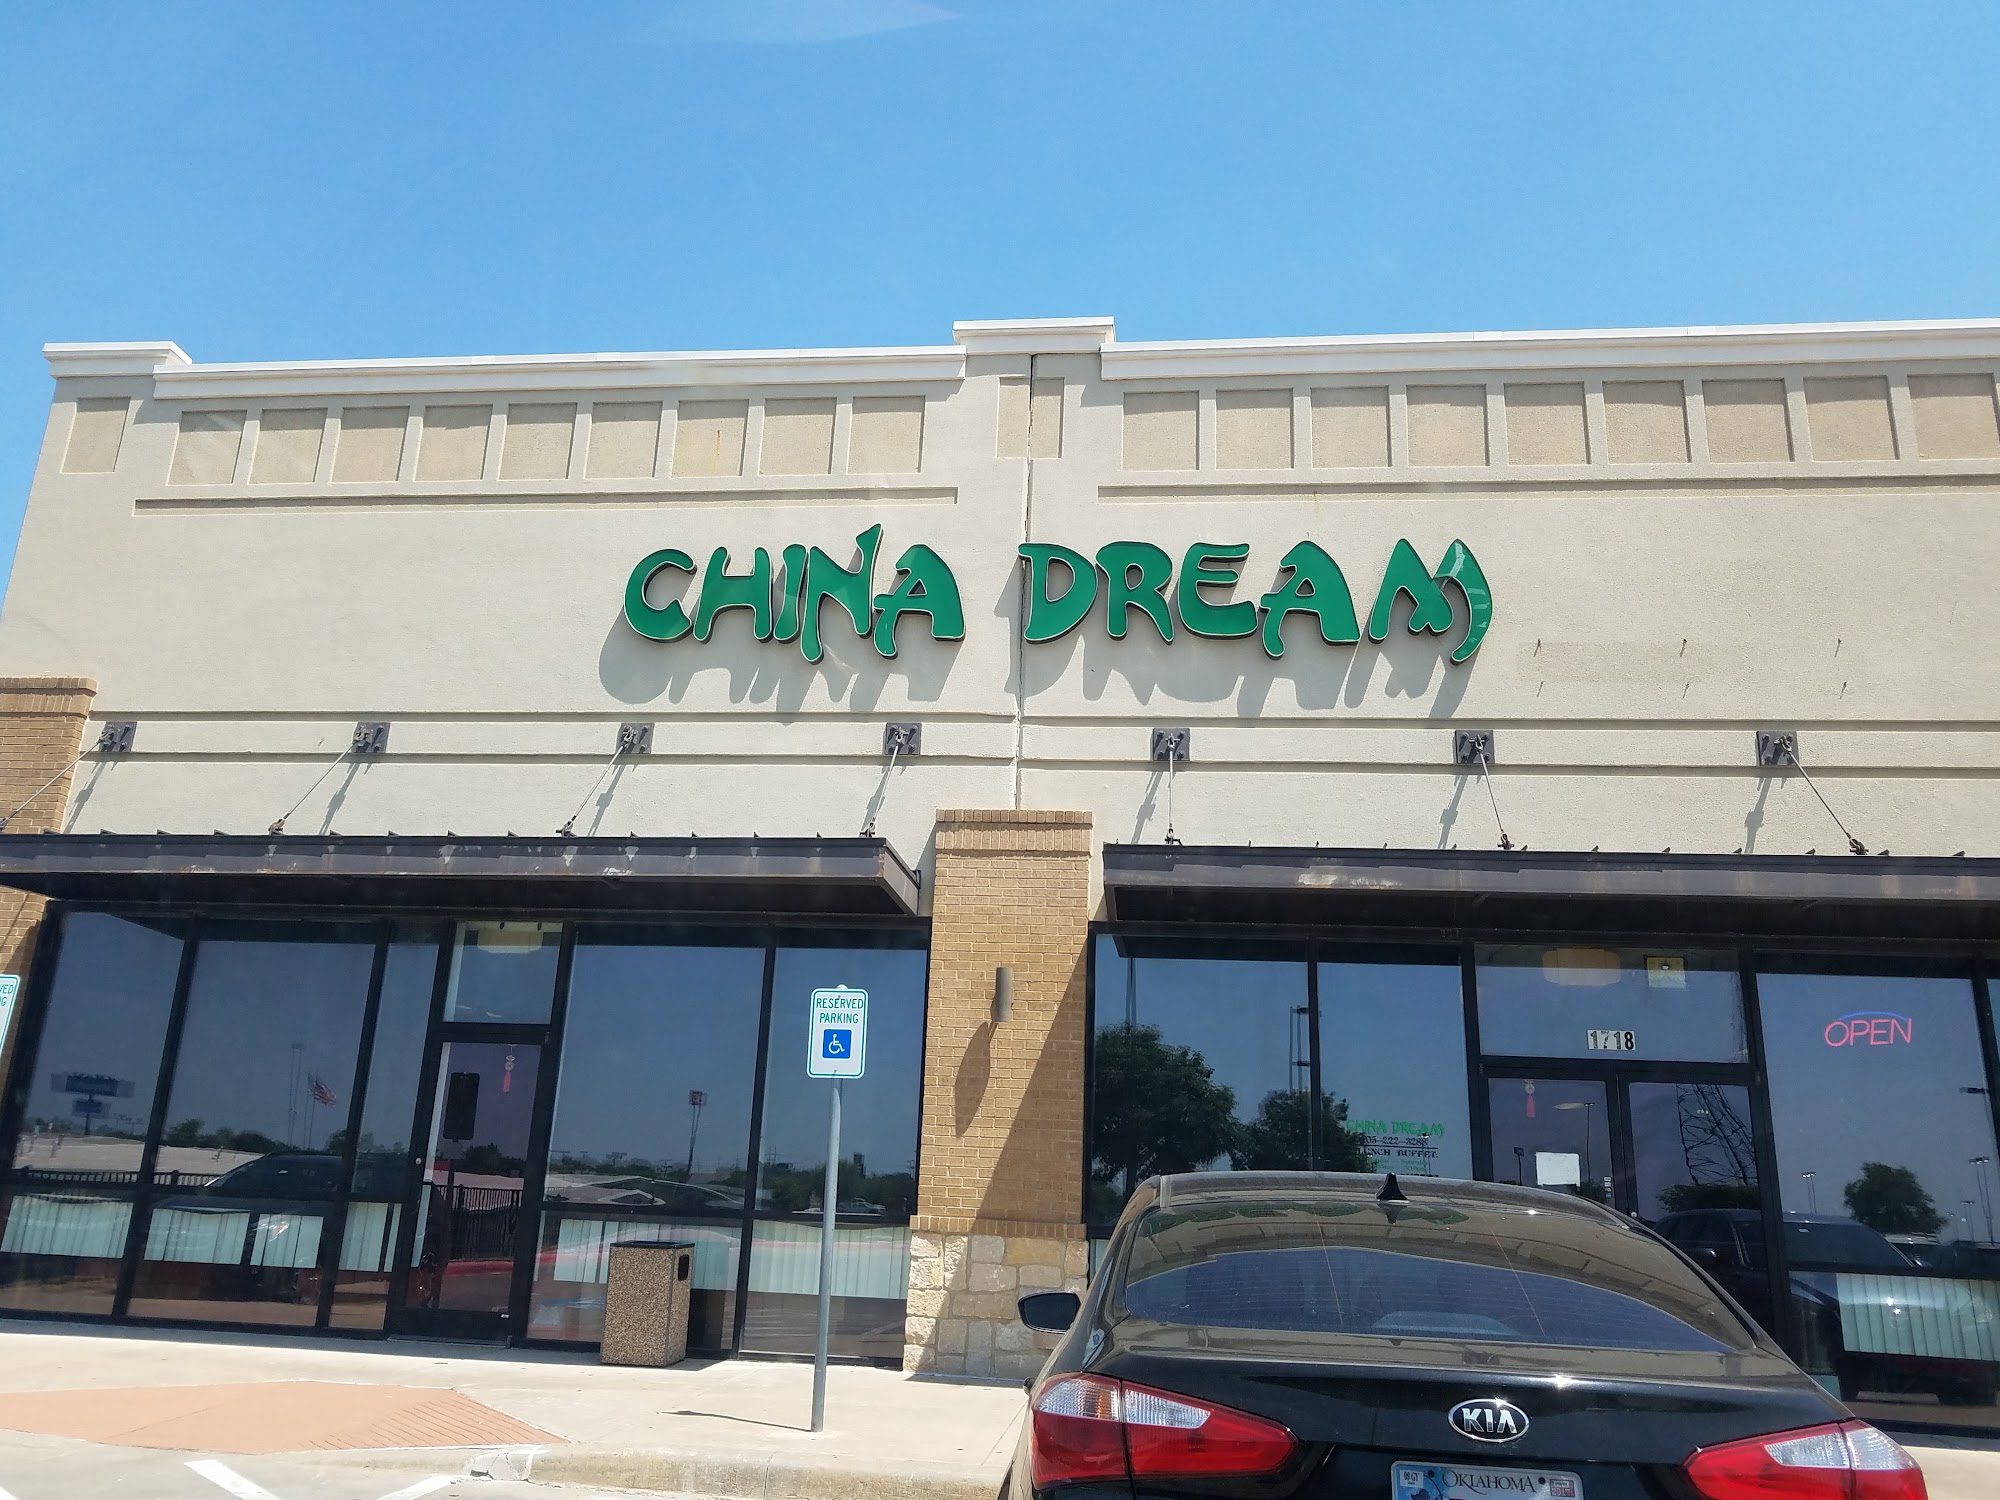 CHINA DREAM
RESERVED
PARKING
1718
OPEN
CHINA DREAM
LUNCH BUFFET
KIA
OKLAHOMA